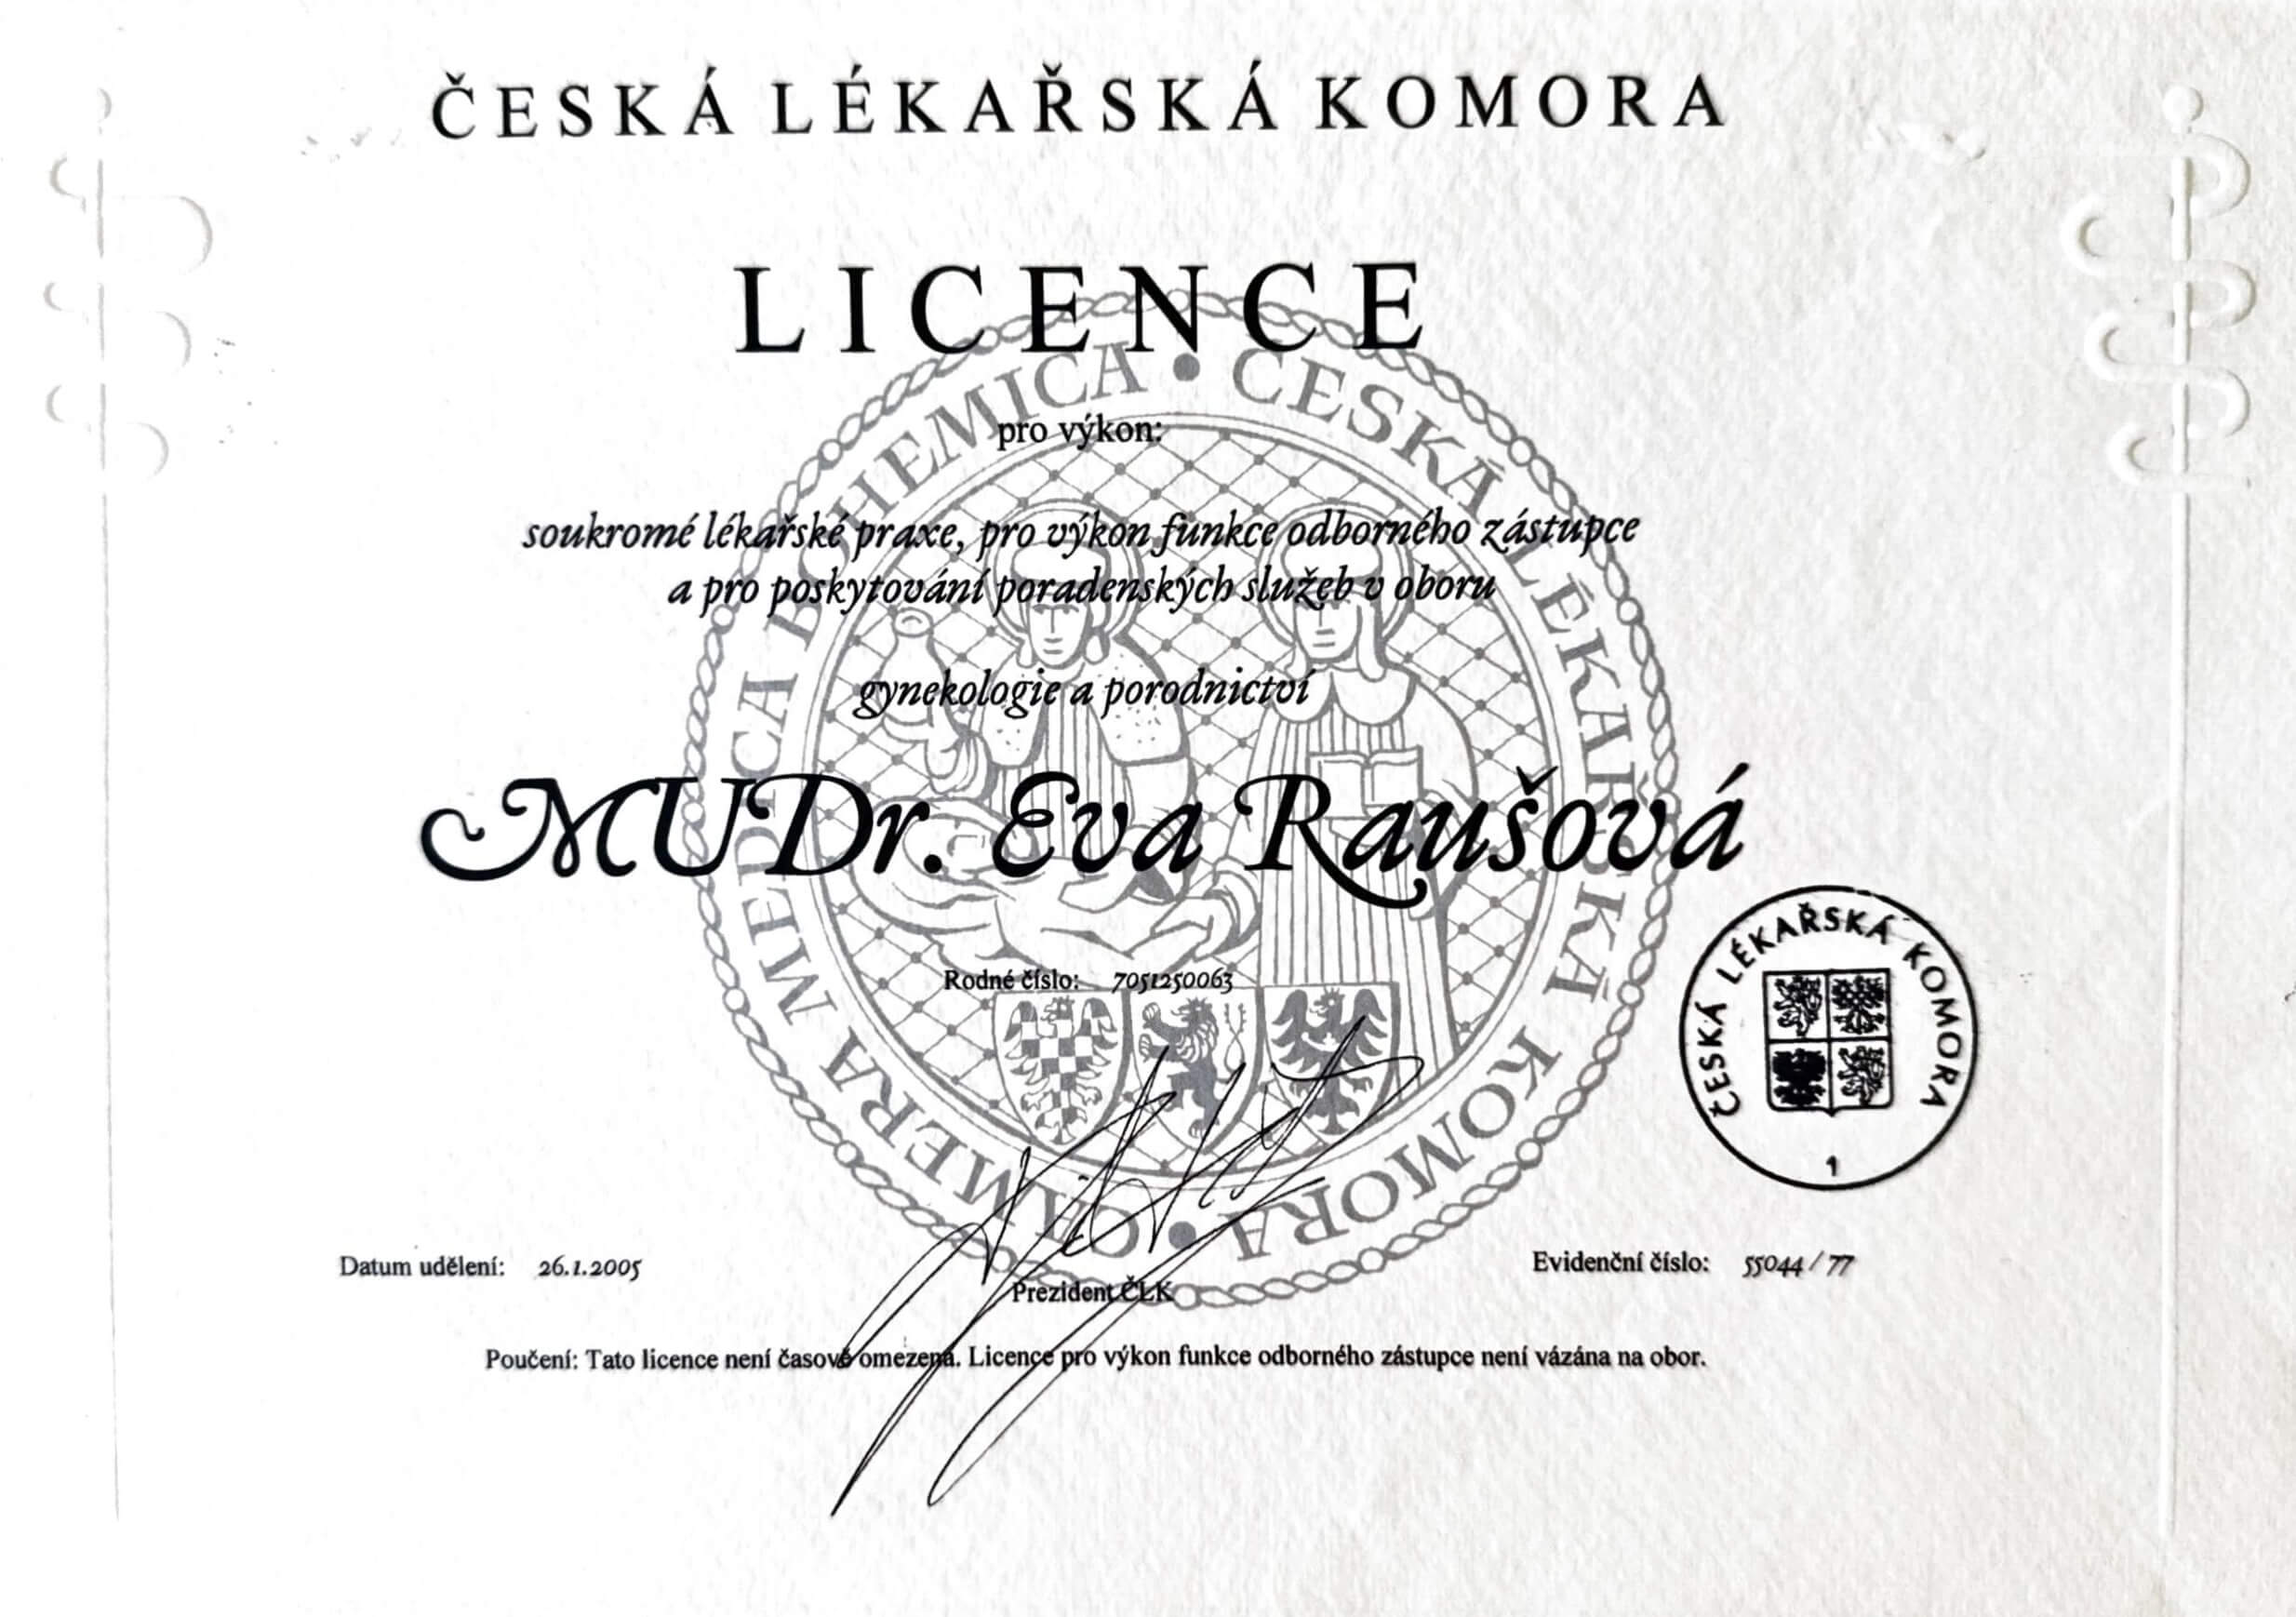 ČESKÁ LÉKAŘSKÁ KOMORA
LICENCE
CAMERA MEDICA BOHEMICA • ČESKÁ LÉKAŘSKÁ KOMORA •
pro výkon:
soukromé lékařské praxe, pro výkon funkce odborného zástupce
a pro poskytování poradenských služeb v oboru
gynekologie a porodnictví
MUDr. Eva Raušová
Rodné číslo: 7051250063
ČESKÁ LÉKAŘSKÁ KOMORA
1
Datum udělení: 26.1.2005
Evidenční číslo: 55044 / 77
Prezident ČLK
Poučení: Tato licence není časově omezena. Licence pro výkon funkce odborného zástupce není vázána na obor.